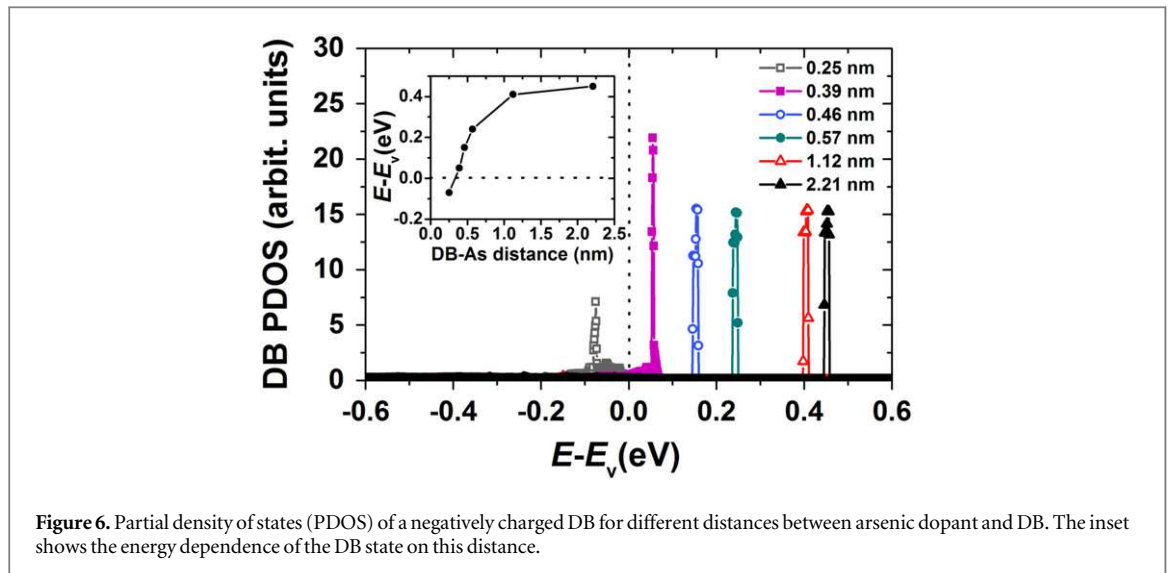 DB PDOS (arbit. units)
30
25
20
15
10
5
0
0.25 nm
0.39 nm
0.46 nm
0.57 nm
1.12 nm
2.21 nm
E-Ev(eV)
0.4
0.2
0.0
-0.2
0.0 0.5 1.0 1.5 2.0 2.5
DB-As distance (nm)
-0.6 -0.4 -0.2 0.0 0.2 0.4 0.6
E-Ev(eV)
Figure 6. Partial density of states (PDOS) of a negatively charged DB for different distances between arsenic dopant and DB. The inset
shows the energy dependence of the DB state on this distance.